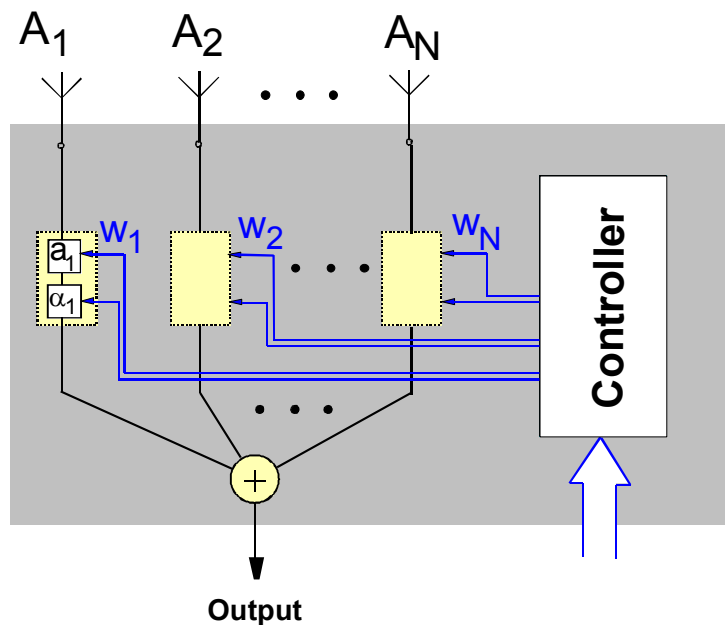 A1 A2 AN
w1 w2 wN
a1
α1
Controller
+
Output